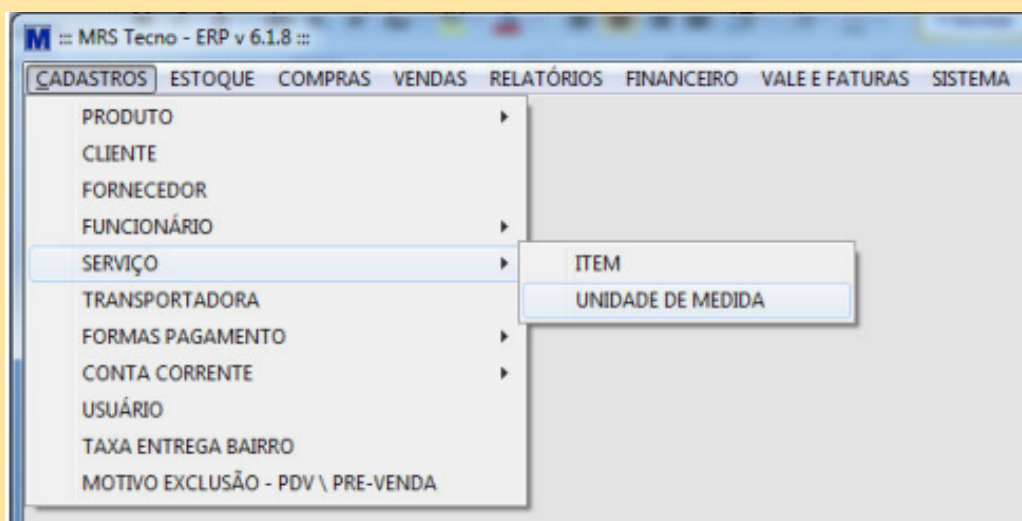 M ::: MRS Tecno - ERP v 6.1.8 :::
CADASTROS ESTOQUE COMPRAS VENDAS RELATÓRIOS FINANCEIRO VALE E FATURAS SISTEMA
PRODUTO
CLIENTE
FORNECEDOR
FUNCIONÁRIO
SERVIÇO
ITEM
TRANSPORTADORA
UNIDADE DE MEDIDA
FORMAS PAGAMENTO
CONTA CORRENTE
USUÁRIO
TAXA ENTREGA BAIRRO
MOTIVO EXCLUSÃO - PDV \ PRE-VENDA